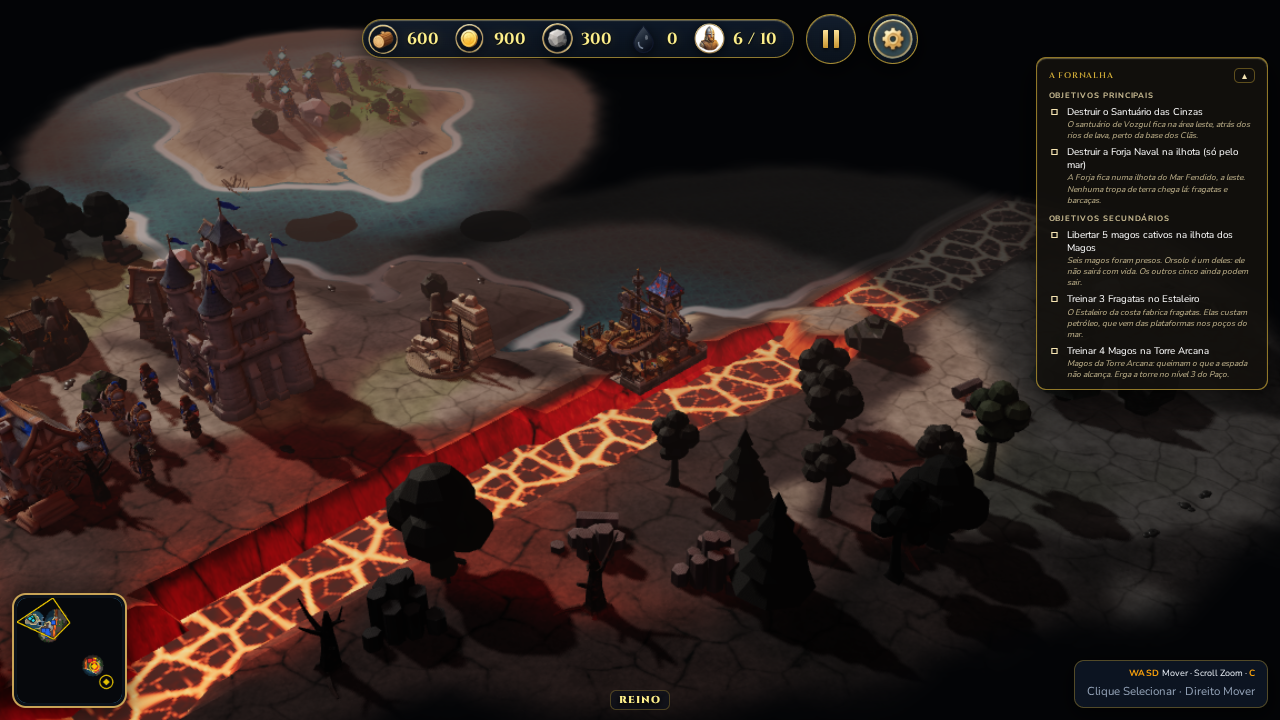 600 900 300 0 6 / 10
A FORNALHA
▲
OBJETIVOS PRINCIPAIS
Destruir o Santuário das Cinzas
O santuário de Vozgul fica na área leste, atrás dos
rios de lava, perto da base dos Clãs.
Destruir a Forja Naval na ilhota (só pelo
mar)
A Forja fica numa ilhota do Mar Fendido, a leste.
Nenhuma tropa de terra chega lá: fragatas e
barcaças.
OBJETIVOS SECUNDÁRIOS
Libertar 5 magos cativos na ilhota dos
Magos
Seis magos foram presos. Orsolo é um deles: ele
não sairá com vida. Os outros cinco ainda podem
sair.
Treinar 3 Fragatas no Estaleiro
O Estaleiro da costa fabrica fragatas. Elas custam
petróleo, que vem das plataformas nos poços do
mar.
Treinar 4 Magos na Torre Arcana
Magos da Torre Arcana: queimam o que a espada
não alcança. Erga a torre no nível 3 do Paço.
WASD Mover · Scroll Zoom · C
Clique Selecionar · Direito Mover
REINO